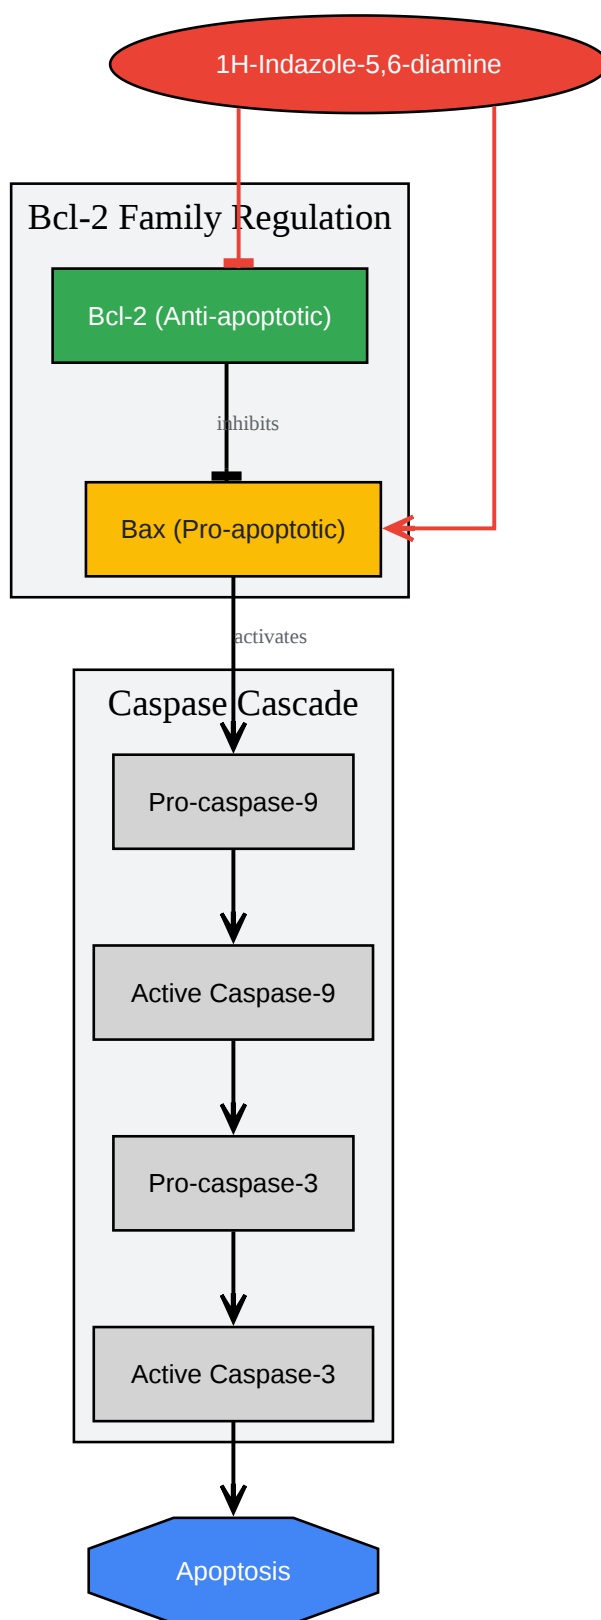 1H-Indazole-5,6-diamine
Bcl-2 Family Regulation
Bcl-2 (Anti-apoptotic)
inhibits
Bax (Pro-apoptotic)
activates
Caspase Cascade
Pro-caspase-9
Active Caspase-9
Pro-caspase-3
Active Caspase-3
Apoptosis